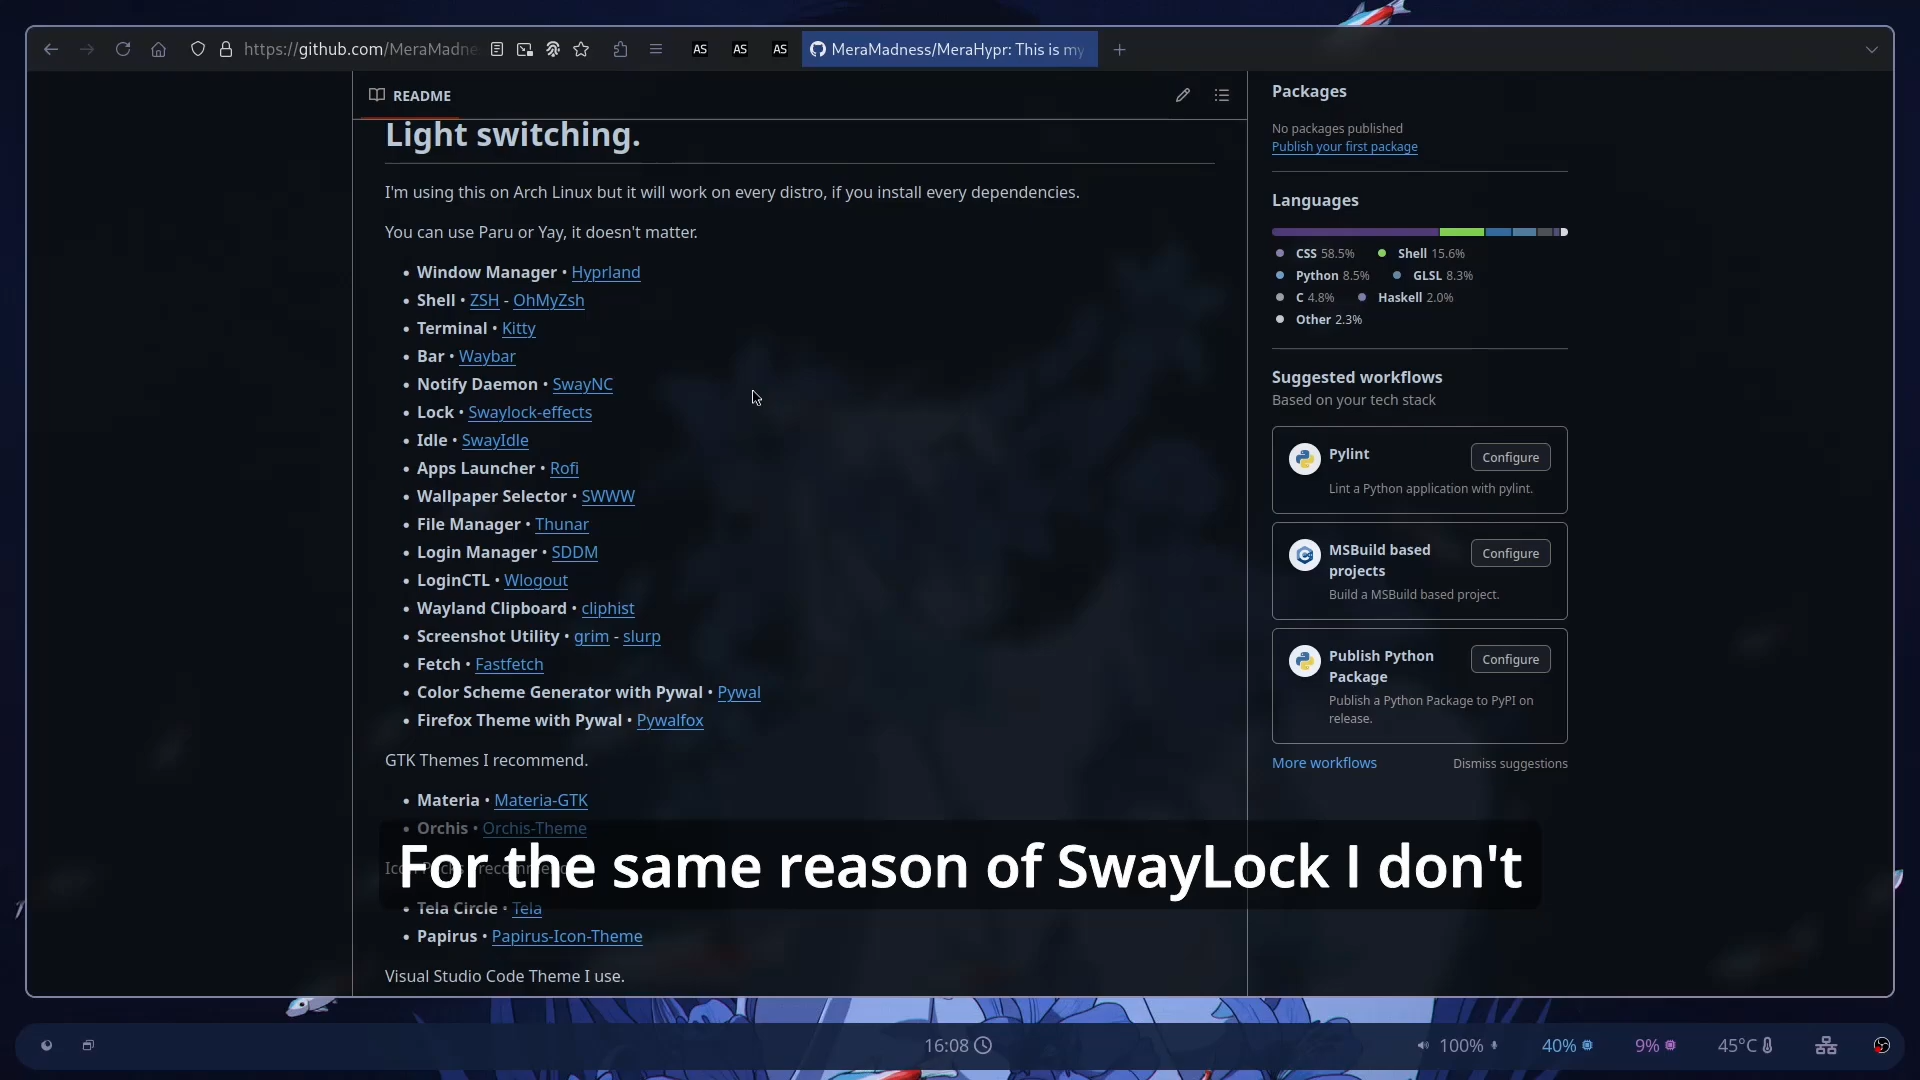 https://github.com/MeraMadne
AS
AS
AS
MeraMadness/MeraHypr: This is my
README
Light switching.
I'm using this on Arch Linux but it will work on every distro, if you install every dependencies.
You can use Paru or Yay, it doesn't matter.
• Window Manager • Hyprland
• Shell • ZSH - OhMyZsh
• Terminal • Kitty
• Bar • Waybar
• Notify Daemon • SwayNC
• Lock • Swaylock-effects
• Idle • SwayIdle
• Apps Launcher • Rofi
• Wallpaper Selector • SWWW
• File Manager • Thunar
• Login Manager • SDDM
• LoginCTL • Wlogout
• Wayland Clipboard • cliphist
• Screenshot Utility • grim - slurp
• Fetch • Fastfetch
• Color Scheme Generator with Pywal • Pywal
• Firefox Theme with Pywal • Pywalfox
GTK Themes I recommend.
• Materia • Materia-GTK
• Orchis • Orchis-Theme
For the same reason of SwayLock I don't
• Tela Circle • Tela
• Papirus • Papirus-Icon-Theme
Visual Studio Code Theme I use.
Packages
No packages published
Publish your first package
Languages
CSS 58.5% Shell 15.6%
Python 8.5% GLSL 8.3%
C 4.8% Haskell 2.0%
Other 2.3%
Suggested workflows
Based on your tech stack
Pylint
Configure
Lint a Python application with pylint.
MSBuild based projects
Configure
Build a MSBuild based project.
Publish Python Package
Configure
Publish a Python Package to PyPI on
release.
More workflows
Dismiss suggestions
16:08
100%
40%
9%
45°C